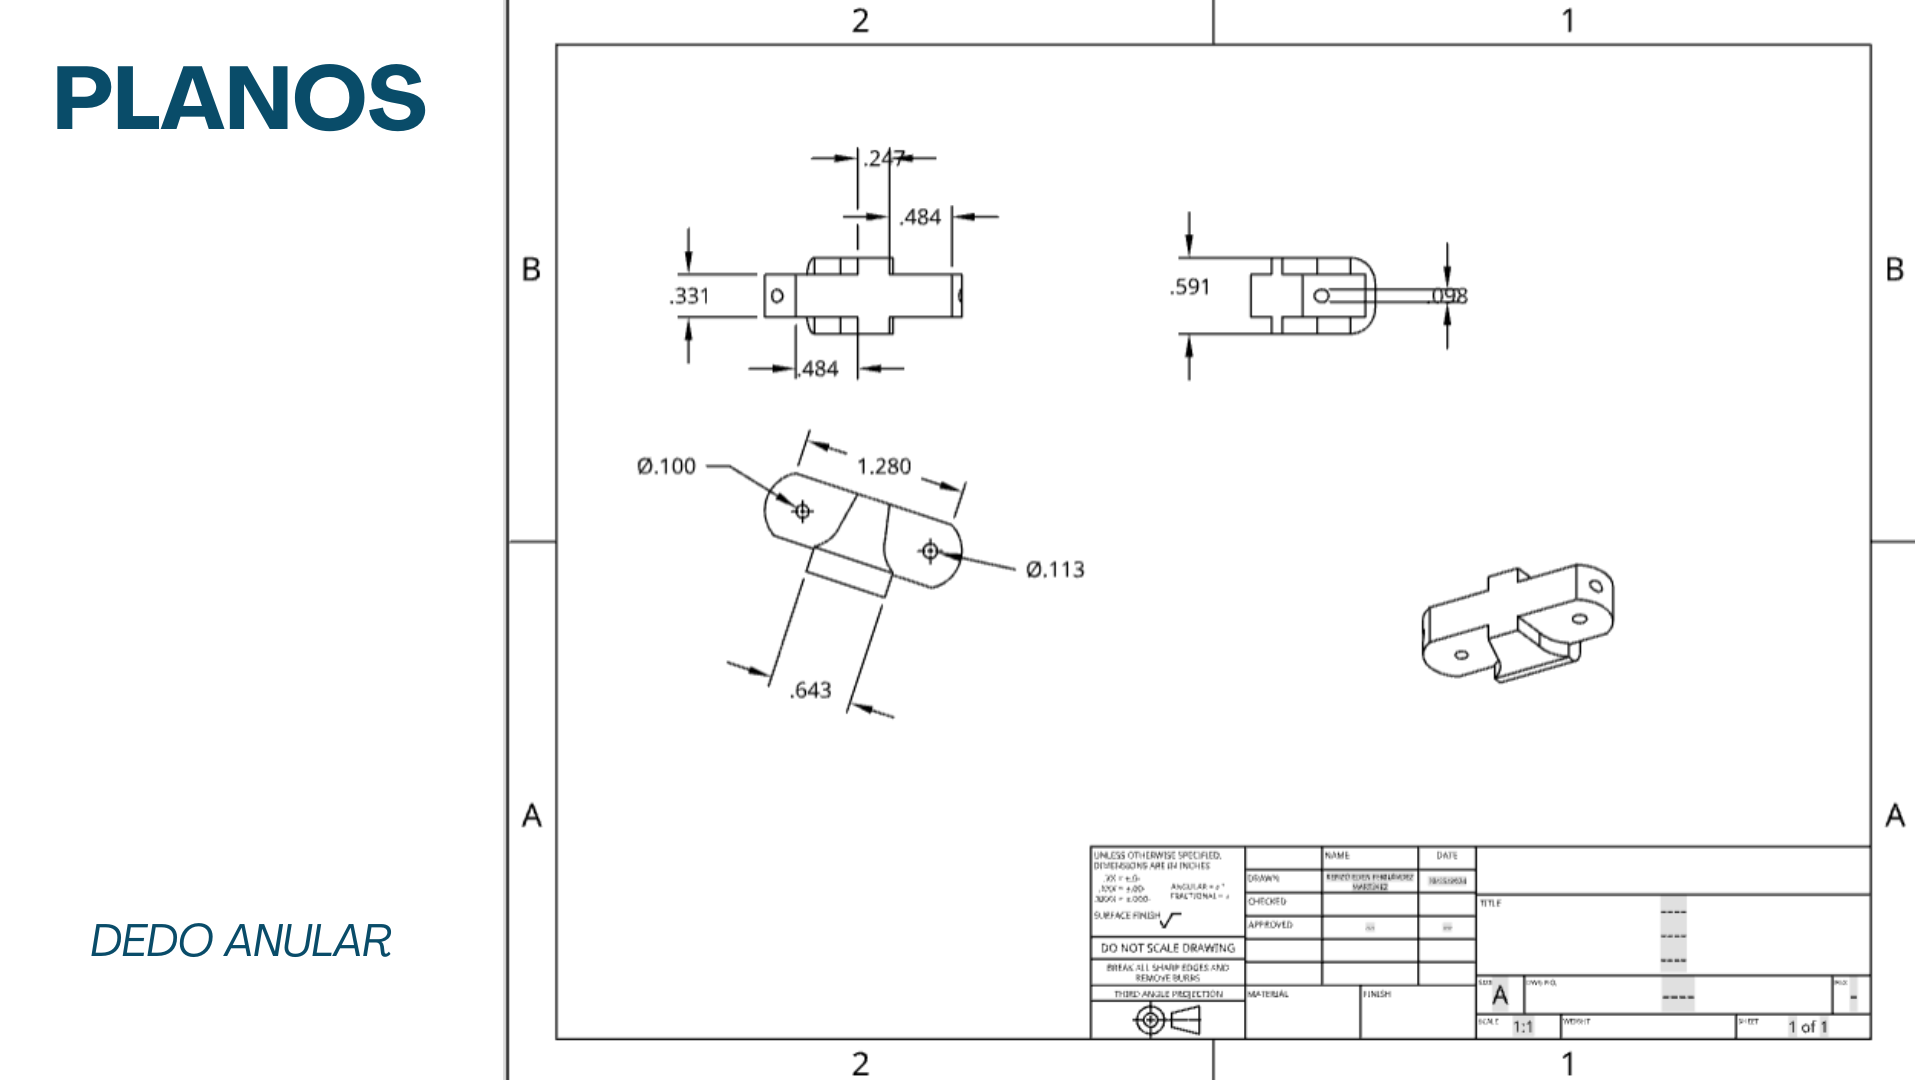 PLANOS
DEDO ANULAR
2
1
B
B
A
A
2
1
.247
.484
.331
.484
.591
.098
Ø.100
1.280
Ø.113
.643
UNLESS OTHERWISE SPECIFIED,
DIMENSIONS ARE IN INCHES
SURFACE FINISH
DO NOT SCALE DRAWING
BREAK ALL SHARP EDGES AND
REMOVE BURRS
THIRD ANGLE PROJECTION
NAME
DATE
DRAWN
CHECKED
APPROVED
MATERIAL
FINISH
TITLE
----
----
----
SIZE
A
DWG NO.
----
-
SCALE
1:1
WEIGHT
SHEET
1 of 1